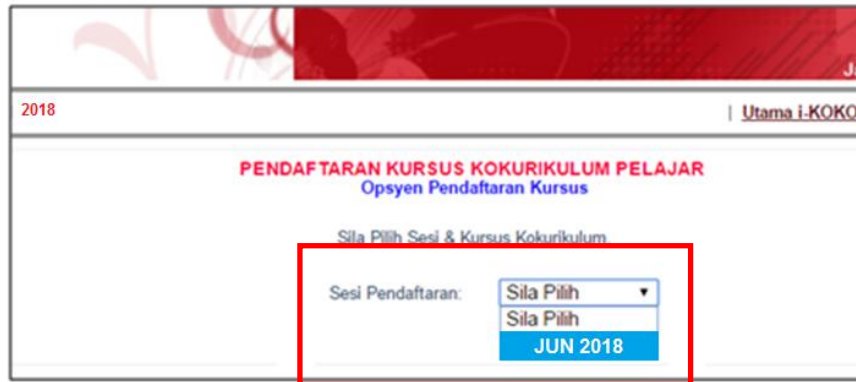 2018
| Utama i-KOKO
PENDAFTARAN KURSUS KOKURIKULUM PELAJAR
Opsyen Pendaftaran Kursus
Sila Pilih Sesi & Kursus Kokurikulum.
Sesi Pendaftaran: Sila Pilih
Sila Pilih
JUN 2018